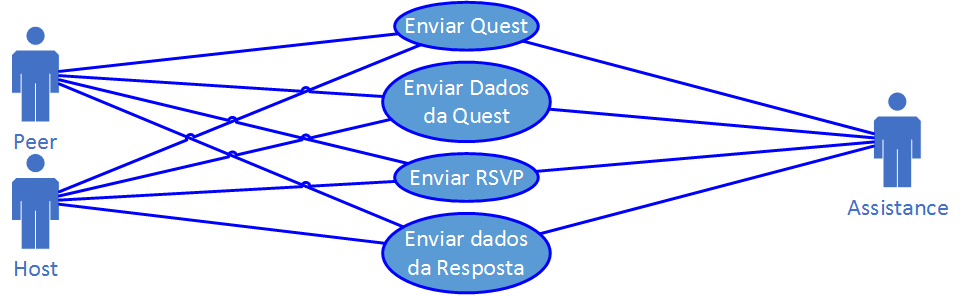 Enviar Quest
Enviar Dados
da Quest
Peer
Enviar RSVP
Assistance
Enviar dados
da Resposta
Host